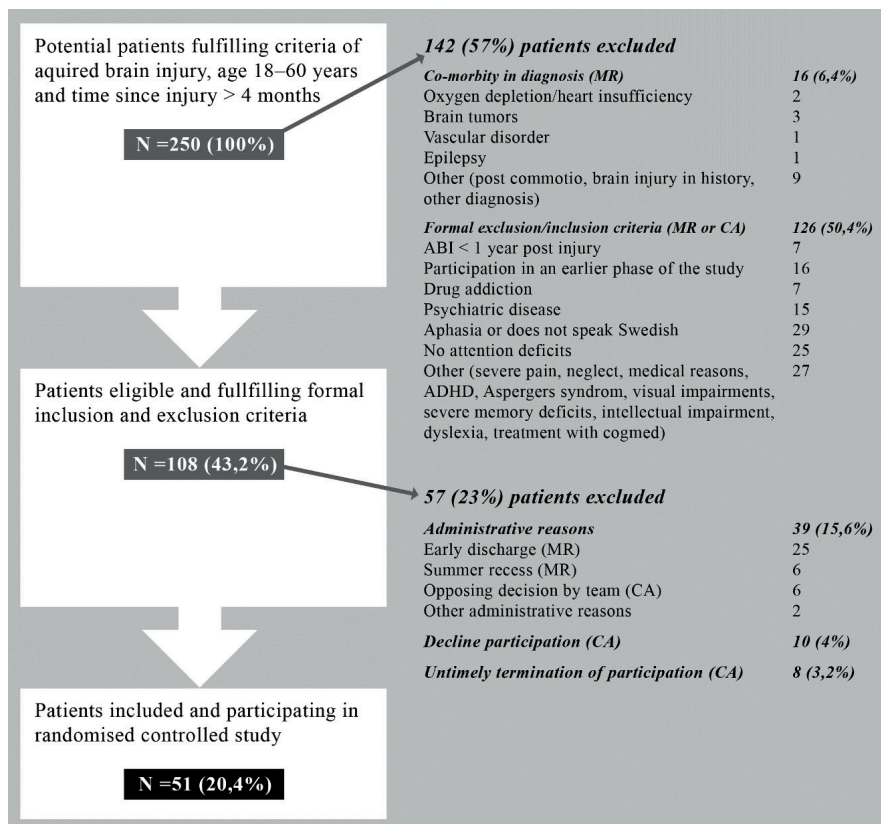 Potential patients fulfilling criteria of
aquired brain injury, age 18–60 years
and time since injury > 4 months
N =250 (100%)
142 (57%) patients excluded
Co-morbity in diagnosis (MR) 16 (6,4%)
Oxygen depletion/heart insufficiency 2
Brain tumors 3
Vascular disorder 1
Epilepsy 1
Other (post commotio, brain injury in history, 9
other diagnosis)
Formal exclusion/inclusion criteria (MR or CA) 126 (50,4%)
ABI < 1 year post injury 7
Participation in an earlier phase of the study 16
Drug addiction 7
Psychiatric disease 15
Aphasia or does not speak Swedish 29
No attention deficits 25
Other (severe pain, neglect, medical reasons, 27
ADHD, Aspergers syndrom, visual impairments,
severe memory deficits, intellectual impairment,
dyslexia, treatment with cogmed)
Patients eligible and fullfilling formal
inclusion and exclusion criteria
N =108 (43,2%)
57 (23%) patients excluded
Administrative reasons 39 (15,6%)
Early discharge (MR) 25
Summer recess (MR) 6
Opposing decision by team (CA) 6
Other administrative reasons 2
Decline participation (CA) 10 (4%)
Untimely termination of participation (CA) 8 (3,2%)
Patients included and participating in
randomised controlled study
N =51 (20,4%)